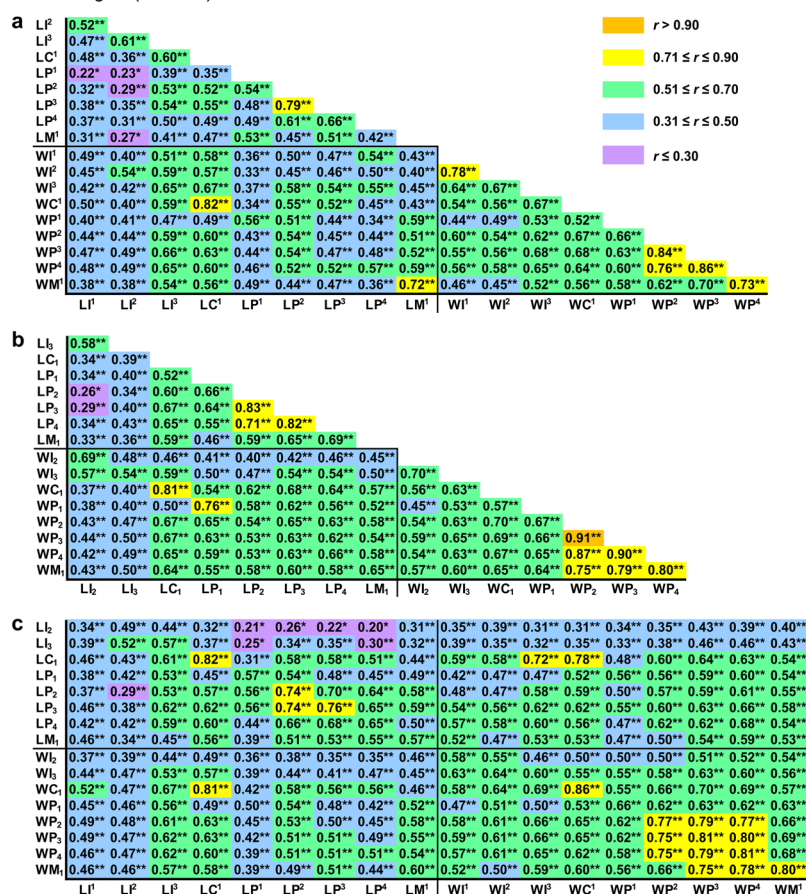 a
r > 0.90
0.71 ≤ r ≤ 0.90
0.51 ≤ r ≤ 0.70
0.31 ≤ r ≤ 0.50
r ≤ 0.30
LI² 0.52**
LI³ 0.47** 0.61**
LC¹ 0.48** 0.36** 0.60**
LP¹ 0.22* 0.23* 0.39** 0.35**
LP² 0.32** 0.29** 0.53** 0.52** 0.54**
LP³ 0.38** 0.35** 0.54** 0.55** 0.48** 0.79**
LP⁴ 0.37** 0.31** 0.50** 0.49** 0.49** 0.61** 0.66**
LM¹ 0.31** 0.27* 0.41** 0.47** 0.53** 0.45** 0.51** 0.42**
WI¹ 0.49** 0.40** 0.51** 0.58** 0.36** 0.50** 0.47** 0.54** 0.43**
WI² 0.45** 0.54** 0.59** 0.57** 0.33** 0.45** 0.46** 0.50** 0.40** 0.78**
WI³ 0.42** 0.42** 0.65** 0.67** 0.37** 0.58** 0.54** 0.55** 0.45** 0.64** 0.67**
WC¹ 0.50** 0.40** 0.59** 0.82** 0.34** 0.55** 0.52** 0.45** 0.43** 0.54** 0.56** 0.67**
WP¹ 0.40** 0.41** 0.47** 0.49** 0.56** 0.51** 0.44** 0.34** 0.59** 0.44** 0.49** 0.53** 0.52**
WP² 0.44** 0.44** 0.59** 0.60** 0.43** 0.54** 0.45** 0.44** 0.51** 0.60** 0.54** 0.62** 0.67** 0.66**
WP³ 0.47** 0.49** 0.66** 0.63** 0.44** 0.54** 0.47** 0.48** 0.52** 0.55** 0.56** 0.68** 0.68** 0.63** 0.84**
WP⁴ 0.48** 0.49** 0.65** 0.60** 0.46** 0.52** 0.52** 0.57** 0.59** 0.56** 0.58** 0.65** 0.64** 0.60** 0.76** 0.86**
WM¹ 0.38** 0.38** 0.54** 0.56** 0.49** 0.44** 0.47** 0.36** 0.72** 0.46** 0.45** 0.52** 0.56** 0.58** 0.62** 0.70** 0.73**
LI¹ LI² LI³ LC¹ LP¹ LP² LP³ LP⁴ LM¹ WI¹ WI² WI³ WC¹ WP¹ WP² WP³ WP⁴
b
LI₃ 0.58**
LC₁ 0.34** 0.39**
LP₁ 0.34** 0.40** 0.52**
LP₂ 0.26* 0.34** 0.60** 0.66**
LP₃ 0.29** 0.40** 0.67** 0.64** 0.83**
LP₄ 0.34** 0.43** 0.65** 0.55** 0.71** 0.82**
LM₁ 0.33** 0.36** 0.59** 0.46** 0.59** 0.65** 0.69**
WI₂ 0.69** 0.48** 0.46** 0.41** 0.40** 0.42** 0.46** 0.45**
WI₃ 0.57** 0.54** 0.59** 0.50** 0.47** 0.54** 0.54** 0.50** 0.70**
WC₁ 0.37** 0.40** 0.81** 0.54** 0.62** 0.68** 0.64** 0.57** 0.56** 0.63**
WP₁ 0.38** 0.40** 0.50** 0.76** 0.58** 0.62** 0.56** 0.52** 0.45** 0.53** 0.57**
WP₂ 0.43** 0.47** 0.67** 0.65** 0.54** 0.65** 0.63** 0.58** 0.54** 0.63** 0.70** 0.67**
WP₃ 0.44** 0.50** 0.67** 0.63** 0.53** 0.63** 0.62** 0.54** 0.59** 0.65** 0.69** 0.66** 0.91**
WP₄ 0.42** 0.49** 0.65** 0.59** 0.53** 0.63** 0.66** 0.58** 0.54** 0.63** 0.67** 0.65** 0.87** 0.90**
WM₁ 0.43** 0.50** 0.64** 0.55** 0.58** 0.60** 0.58** 0.65** 0.57** 0.60** 0.65** 0.64** 0.75** 0.79** 0.80**
LI₂ LI₃ LC₁ LP₁ LP₂ LP₃ LP₄ LM₁ WI₂ WI₃ WC₁ WP₁ WP₂ WP₃ WP₄
c
LI₂ 0.34** 0.49** 0.44** 0.32** 0.21* 0.26* 0.22* 0.20* 0.31** 0.35** 0.39** 0.31** 0.31** 0.34** 0.35** 0.43** 0.39** 0.40**
LI₃ 0.39** 0.52** 0.57** 0.37** 0.25* 0.34** 0.35** 0.30** 0.32** 0.39** 0.35** 0.32** 0.35** 0.33** 0.38** 0.46** 0.46** 0.43**
LC₁ 0.46** 0.43** 0.61** 0.82** 0.31** 0.58** 0.58** 0.51** 0.44** 0.59** 0.58** 0.72** 0.78** 0.48** 0.60** 0.64** 0.63** 0.54**
LP₁ 0.38** 0.42** 0.53** 0.45** 0.57** 0.54** 0.48** 0.45** 0.49** 0.42** 0.47** 0.47** 0.52** 0.56** 0.56** 0.59** 0.60** 0.54**
LP₂ 0.37** 0.29** 0.53** 0.57** 0.56** 0.74** 0.70** 0.64** 0.58** 0.48** 0.47** 0.58** 0.59** 0.50** 0.57** 0.59** 0.61** 0.55**
LP₃ 0.46** 0.38** 0.62** 0.62** 0.56** 0.74** 0.76** 0.65** 0.59** 0.54** 0.56** 0.62** 0.62** 0.55** 0.60** 0.63** 0.66** 0.58**
LP₄ 0.42** 0.42** 0.59** 0.60** 0.44** 0.66** 0.68** 0.65** 0.50** 0.57** 0.58** 0.60** 0.56** 0.47** 0.62** 0.62** 0.68** 0.54**
LM₁ 0.46** 0.34** 0.45** 0.56** 0.39** 0.51** 0.53** 0.55** 0.57** 0.52** 0.47** 0.53** 0.53** 0.47** 0.50** 0.54** 0.59** 0.53**
WI₂ 0.37** 0.39** 0.44** 0.49** 0.36** 0.38** 0.35** 0.35** 0.46** 0.58** 0.55** 0.46** 0.50** 0.50** 0.50** 0.51** 0.52** 0.54**
WI₃ 0.44** 0.47** 0.53** 0.57** 0.39** 0.44** 0.41** 0.47** 0.45** 0.63** 0.64** 0.60** 0.55** 0.55** 0.58** 0.63** 0.60** 0.56**
WC₁ 0.52** 0.47** 0.67** 0.81** 0.42** 0.58** 0.56** 0.56** 0.46** 0.58** 0.64** 0.69** 0.86** 0.55** 0.66** 0.70** 0.69** 0.57**
WP₁ 0.45** 0.46** 0.56** 0.49** 0.50** 0.54** 0.48** 0.42** 0.52** 0.47** 0.51** 0.50** 0.53** 0.66** 0.62** 0.62** 0.62** 0.63**
WP₂ 0.49** 0.48** 0.61** 0.63** 0.45** 0.53** 0.50** 0.45** 0.58** 0.58** 0.61** 0.66** 0.65** 0.62** 0.77** 0.79** 0.77** 0.66**
WP₃ 0.49** 0.47** 0.62** 0.63** 0.42** 0.51** 0.51** 0.49** 0.55** 0.59** 0.61** 0.66** 0.65** 0.62** 0.75** 0.81** 0.80** 0.69**
WP₄ 0.46** 0.47** 0.62** 0.60** 0.39** 0.51** 0.51** 0.51** 0.54** 0.57** 0.61** 0.65** 0.62** 0.58** 0.75** 0.79** 0.81** 0.68**
WM₁ 0.46** 0.46** 0.57** 0.58** 0.39** 0.49** 0.51** 0.44** 0.60** 0.52** 0.50** 0.59** 0.60** 0.56** 0.66** 0.75** 0.78** 0.80**
LI¹ LI² LI³ LC¹ LP¹ LP² LP³ LP⁴ LM¹ WI¹ WI² WI³ WC¹ WP¹ WP² WP³ WP⁴ WM¹